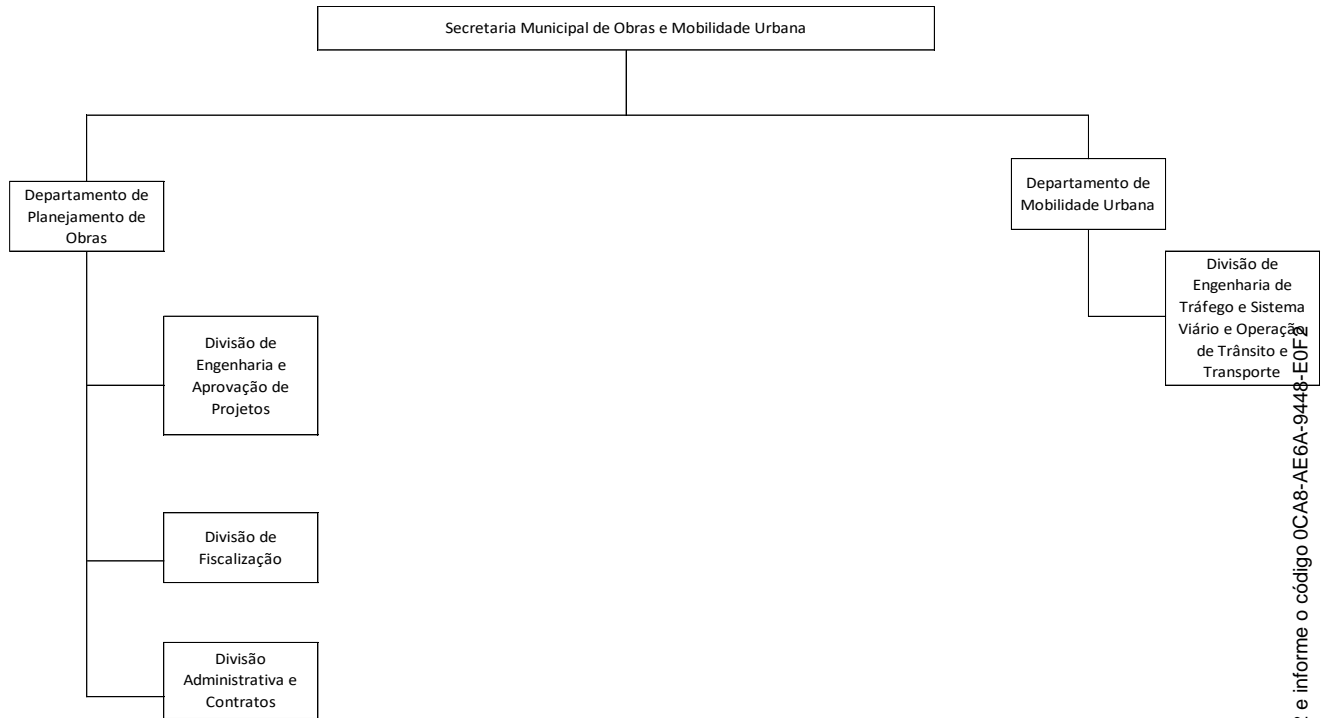 Secretaria Municipal de Obras e Mobilidade Urbana
Departamento de
Planejamento de
Obras
Departamento de
Mobilidade Urbana
Divisão de
Engenharia de
Tráfego e Sistema
Viário e Operação
de Trânsito e
Transporte
Divisão de
Engenharia e
Aprovação de
Projetos
Divisão de
Fiscalização
Divisão
Administrativa e
Contratos
e informe o código 0CA8-AE6A-9448-E0F2